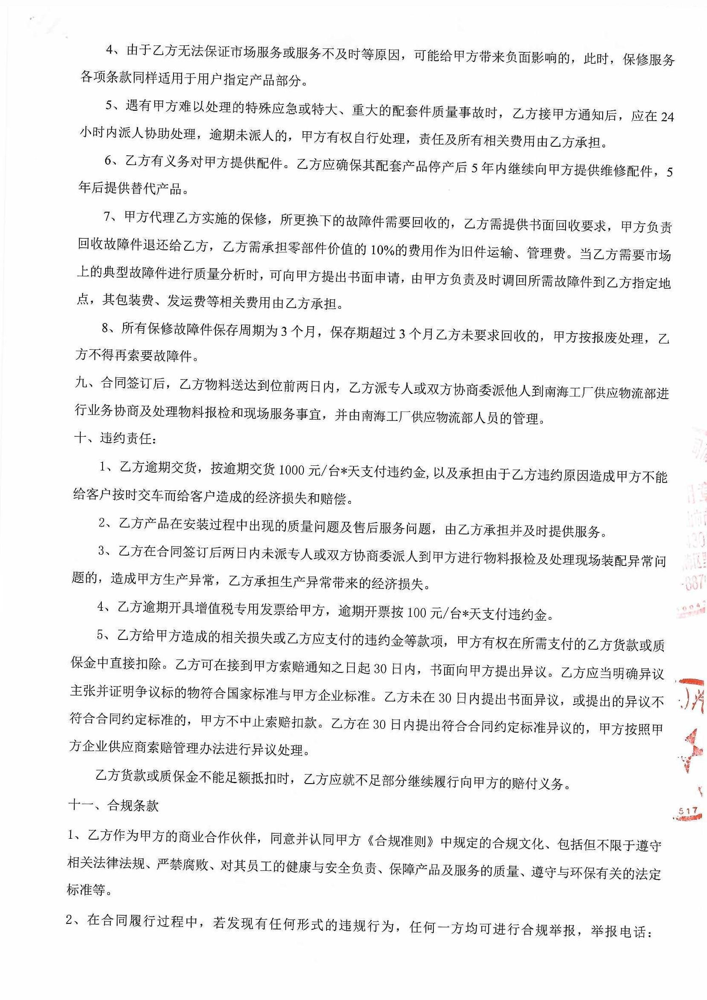 4、由于乙方无法保证市场服务或服务不及时等原因，可能给甲方带来负面影响的，此时，保修服务
各项条款同样适用于用户指定产品部分。
5、遇有甲方难以处理的特殊应急或特大、重大的配套件质量事故时，乙方接甲方通知后，应在 24
小时内派人协助处理，逾期未派人的，甲方有权自行处理，责任及所有相关费用由乙方承担。
6、乙方有义务对甲方提供配件。乙方应确保其配套产品停产后 5 年内继续向甲方提供维修配件，5
年后提供替代产品。
7、甲方代理乙方实施的保修，所更换下的故障件需要回收的，乙方需提供书面回收要求，甲方负责
回收故障件退还给乙方，乙方需承担零部件价值的 10%的费用作为旧件运输、管理费。当乙方需要市场
上的典型故障件进行质量分析时，可向甲方提出书面申请，由甲方负责及时调回所需故障件到乙方指定地
点，其包装费、发运费等相关费用由乙方承担。
8、所有保修故障件保存周期为 3 个月，保存期超过 3 个月乙方未要求回收的，甲方按报废处理，乙
方不得再索要故障件。
九、合同签订后，乙方物料送达到位前两日内，乙方派专人或双方协商委派他人到南海工厂供应物流部进
行业务协商及处理物料报检和现场服务事宜，并由南海工厂供应物流部人员的管理。
十、违约责任：
1、乙方逾期交货，按逾期交货 1000 元/台*天支付违约金,以及承担由于乙方违约原因造成甲方不能
给客户按时交车而给客户造成的经济损失和赔偿。
2、乙方产品在安装过程中出现的质量问题及售后服务问题，由乙方承担并及时提供服务。
3、乙方在合同签订后两日内未派专人或双方协商委派人到甲方进行物料报检及处理现场装配异常问
题的，造成甲方生产异常，乙方承担生产异常带来的经济损失。
4、乙方逾期开具增值税专用发票给甲方，逾期开票按 100 元/台*天支付违约金。
5、乙方给甲方造成的相关损失或乙方应支付的违约金等款项，甲方有权在所需支付的乙方货款或质
保金中直接扣除。乙方可在接到甲方索赔通知之日起 30 日内，书面向甲方提出异议。乙方应当明确异议
主张并证明争议标的物符合国家标准与甲方企业标准。乙方未在 30 日内提出书面异议，或提出的异议不
符合合同约定标准的，甲方不中止索赔扣款。乙方在 30 日内提出符合合同约定标准异议的，甲方按照甲
方企业供应商索赔管理办法进行异议处理。
乙方货款或质保金不能足额抵扣时，乙方应就不足部分继续履行向甲方的赔付义务。
十一、合规条款
1、乙方作为甲方的商业合作伙伴，同意并认同甲方《合规准则》中规定的合规文化、包括但不限于遵守
相关法律法规、严禁腐败、对其员工的健康与安全负责、保障产品及服务的质量、遵守与环保有关的法定
标准等。
2、在合同履行过程中，若发现有任何形式的违规行为，任何一方均可进行合规举报，举报电话：
517